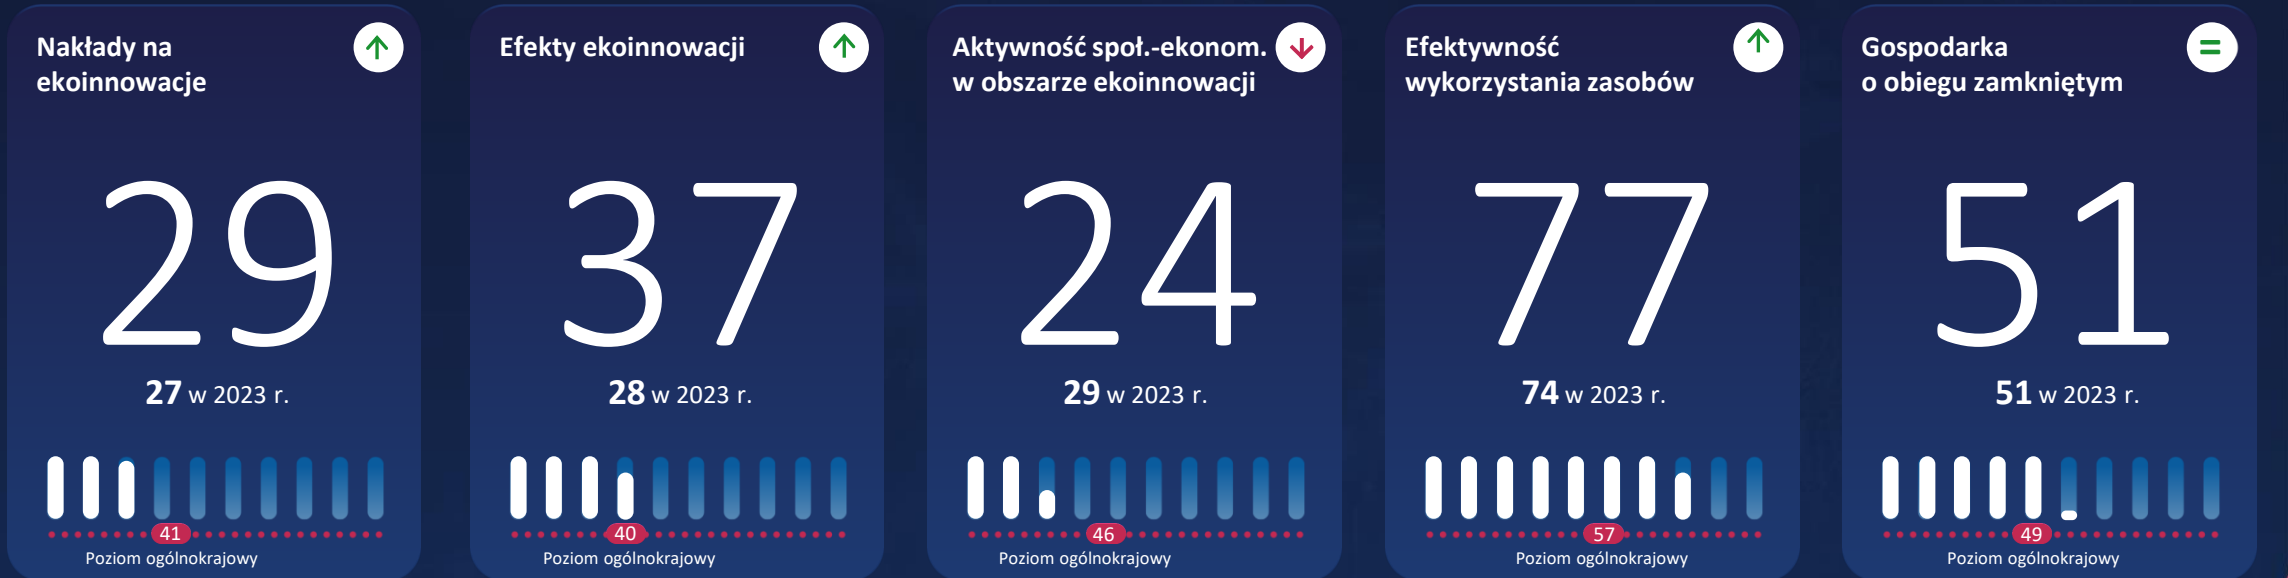 Nakłady na
ekoinnowacje
29
27 w 2023 r.
41
Poziom ogólnokrajowy
Efekty ekoinnowacji
37
28 w 2023 r.
40
Poziom ogólnokrajowy
Aktywność społ.-ekonom.
w obszarze ekoinnowacji
24
29 w 2023 r.
46
Poziom ogólnokrajowy
Efektywność
wykorzystania zasobów
77
74 w 2023 r.
57
Poziom ogólnokrajowy
Gospodarka
o obiegu zamkniętym
=
51
51 w 2023 r.
49
Poziom ogólnokrajowy